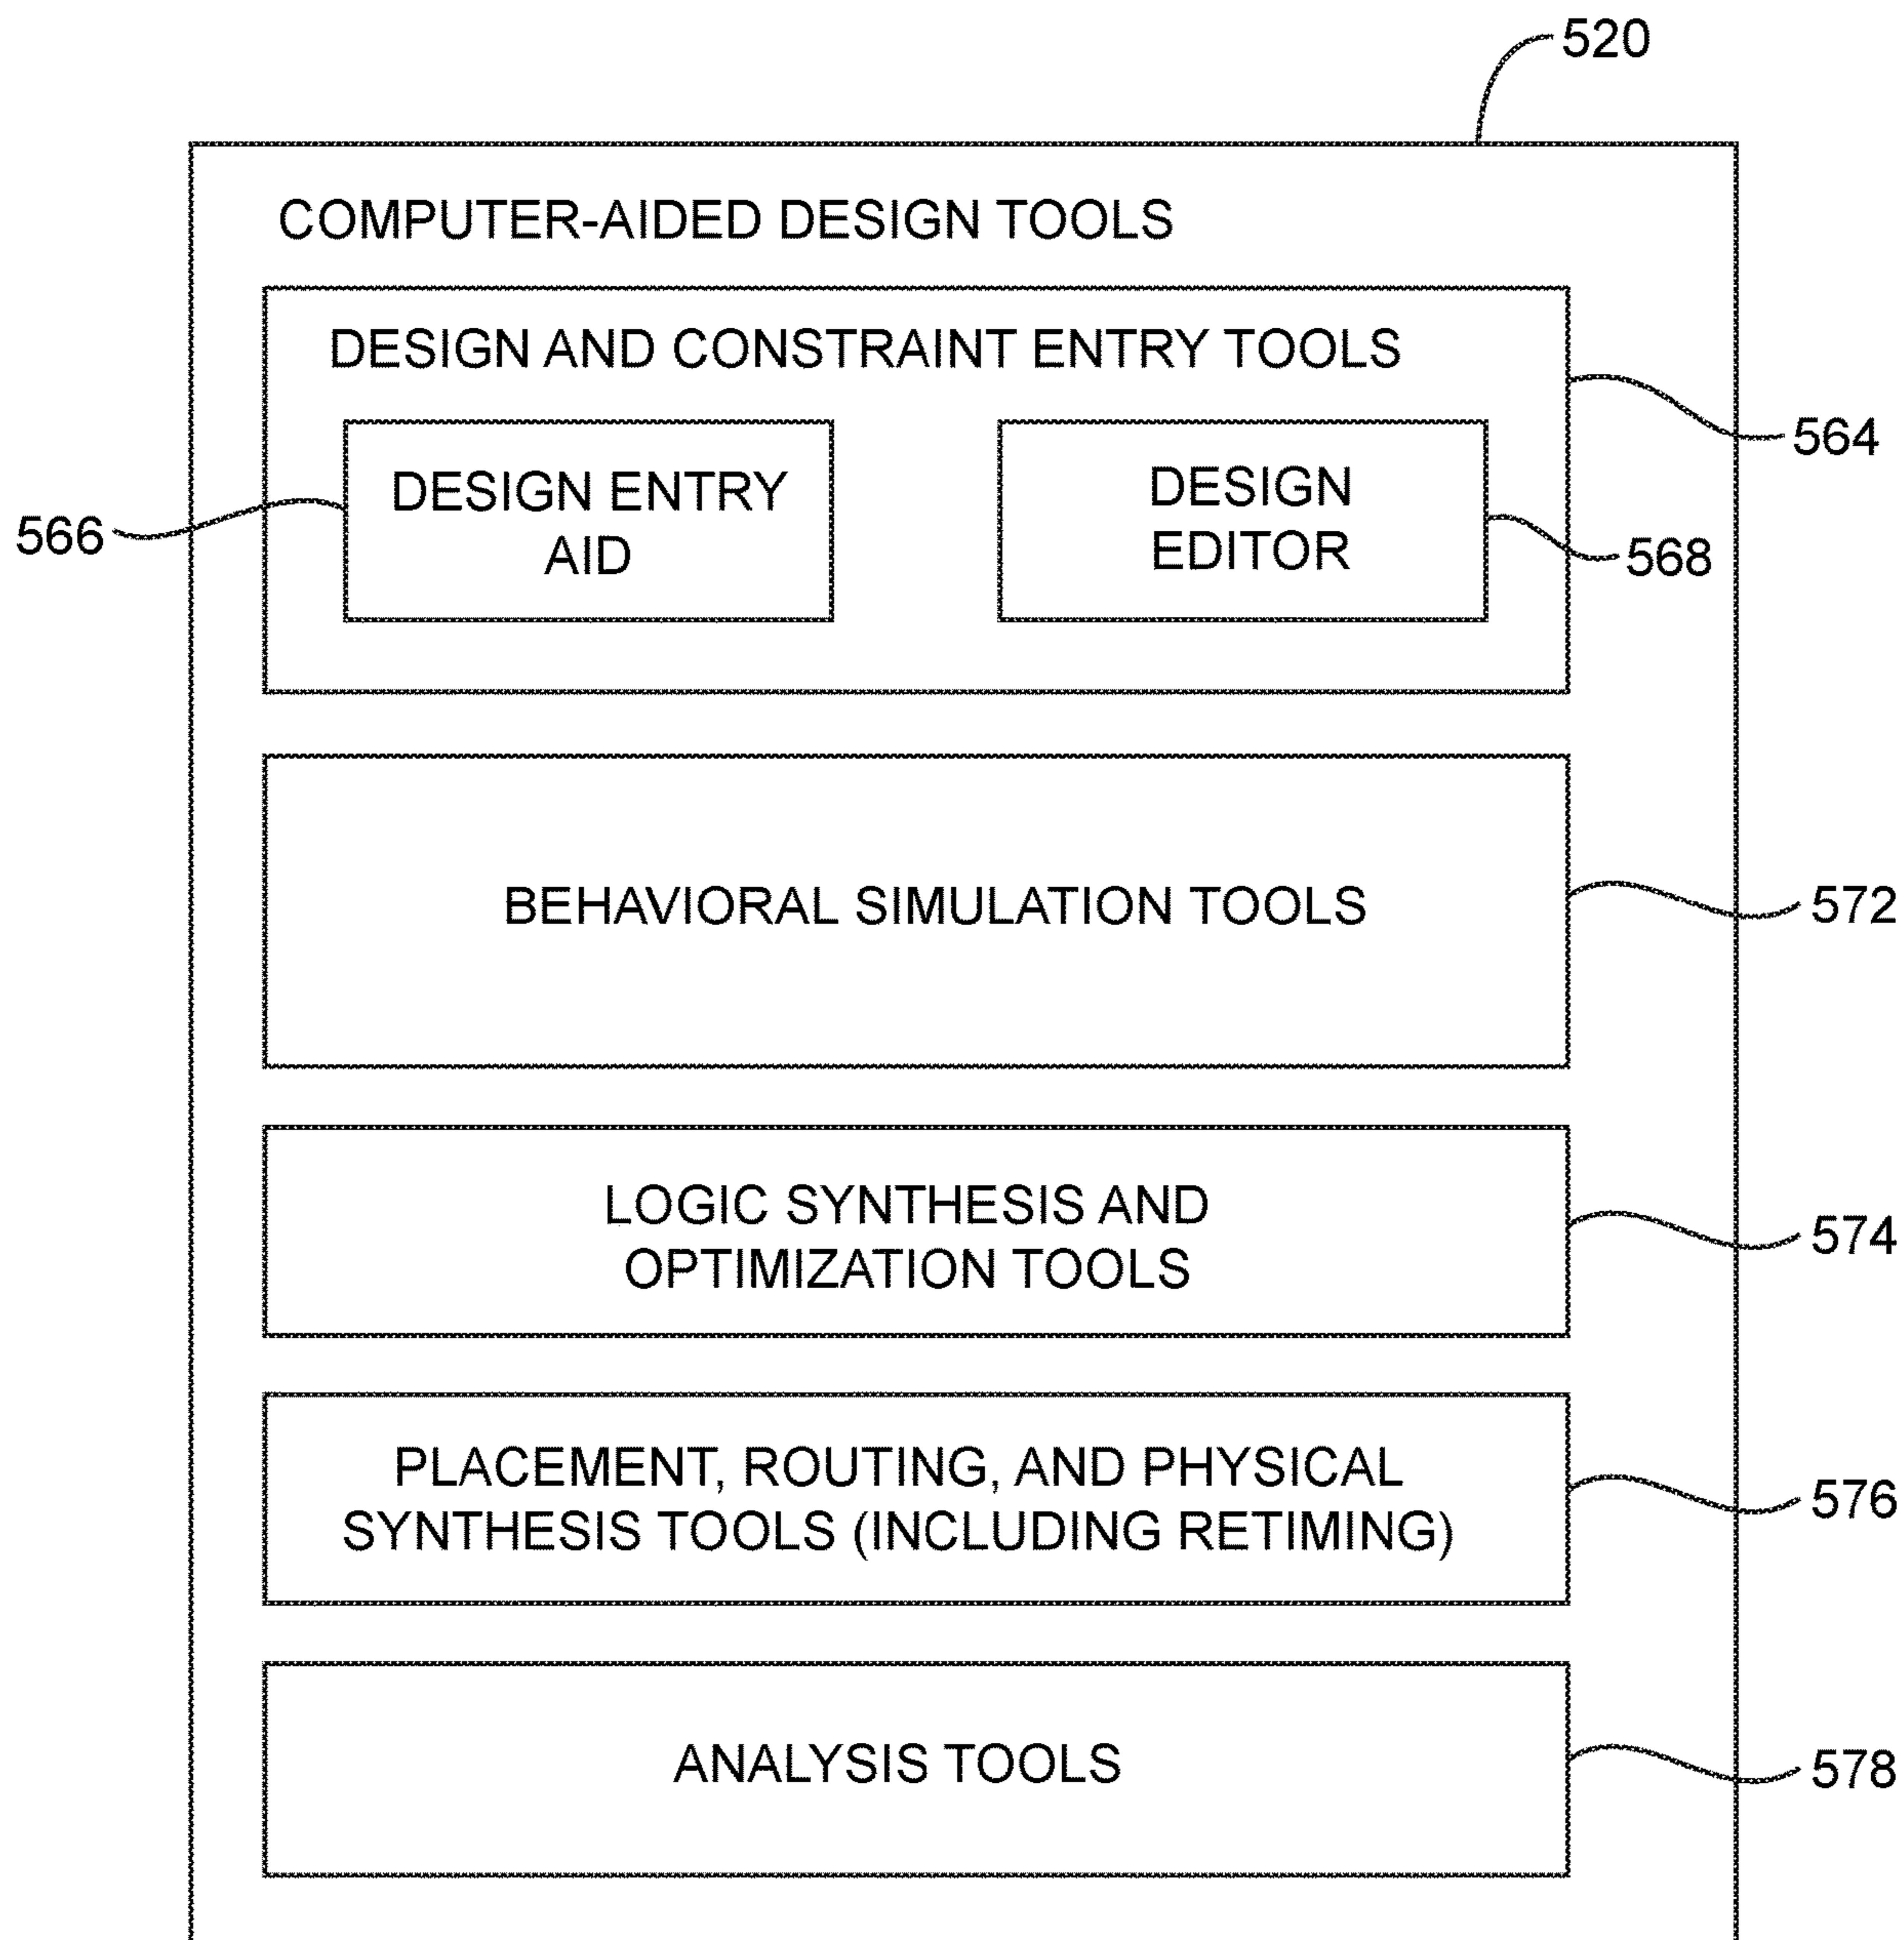 520
COMPUTER-AIDED DESIGN TOOLS
DESIGN AND CONSTRAINT ENTRY TOOLS
564
DESIGN ENTRY
AID
566
DESIGN
EDITOR
568
BEHAVIORAL SIMULATION TOOLS
572
LOGIC SYNTHESIS AND
OPTIMIZATION TOOLS
574
PLACEMENT, ROUTING, AND PHYSICAL
SYNTHESIS TOOLS (INCLUDING RETIMING)
576
ANALYSIS TOOLS
578